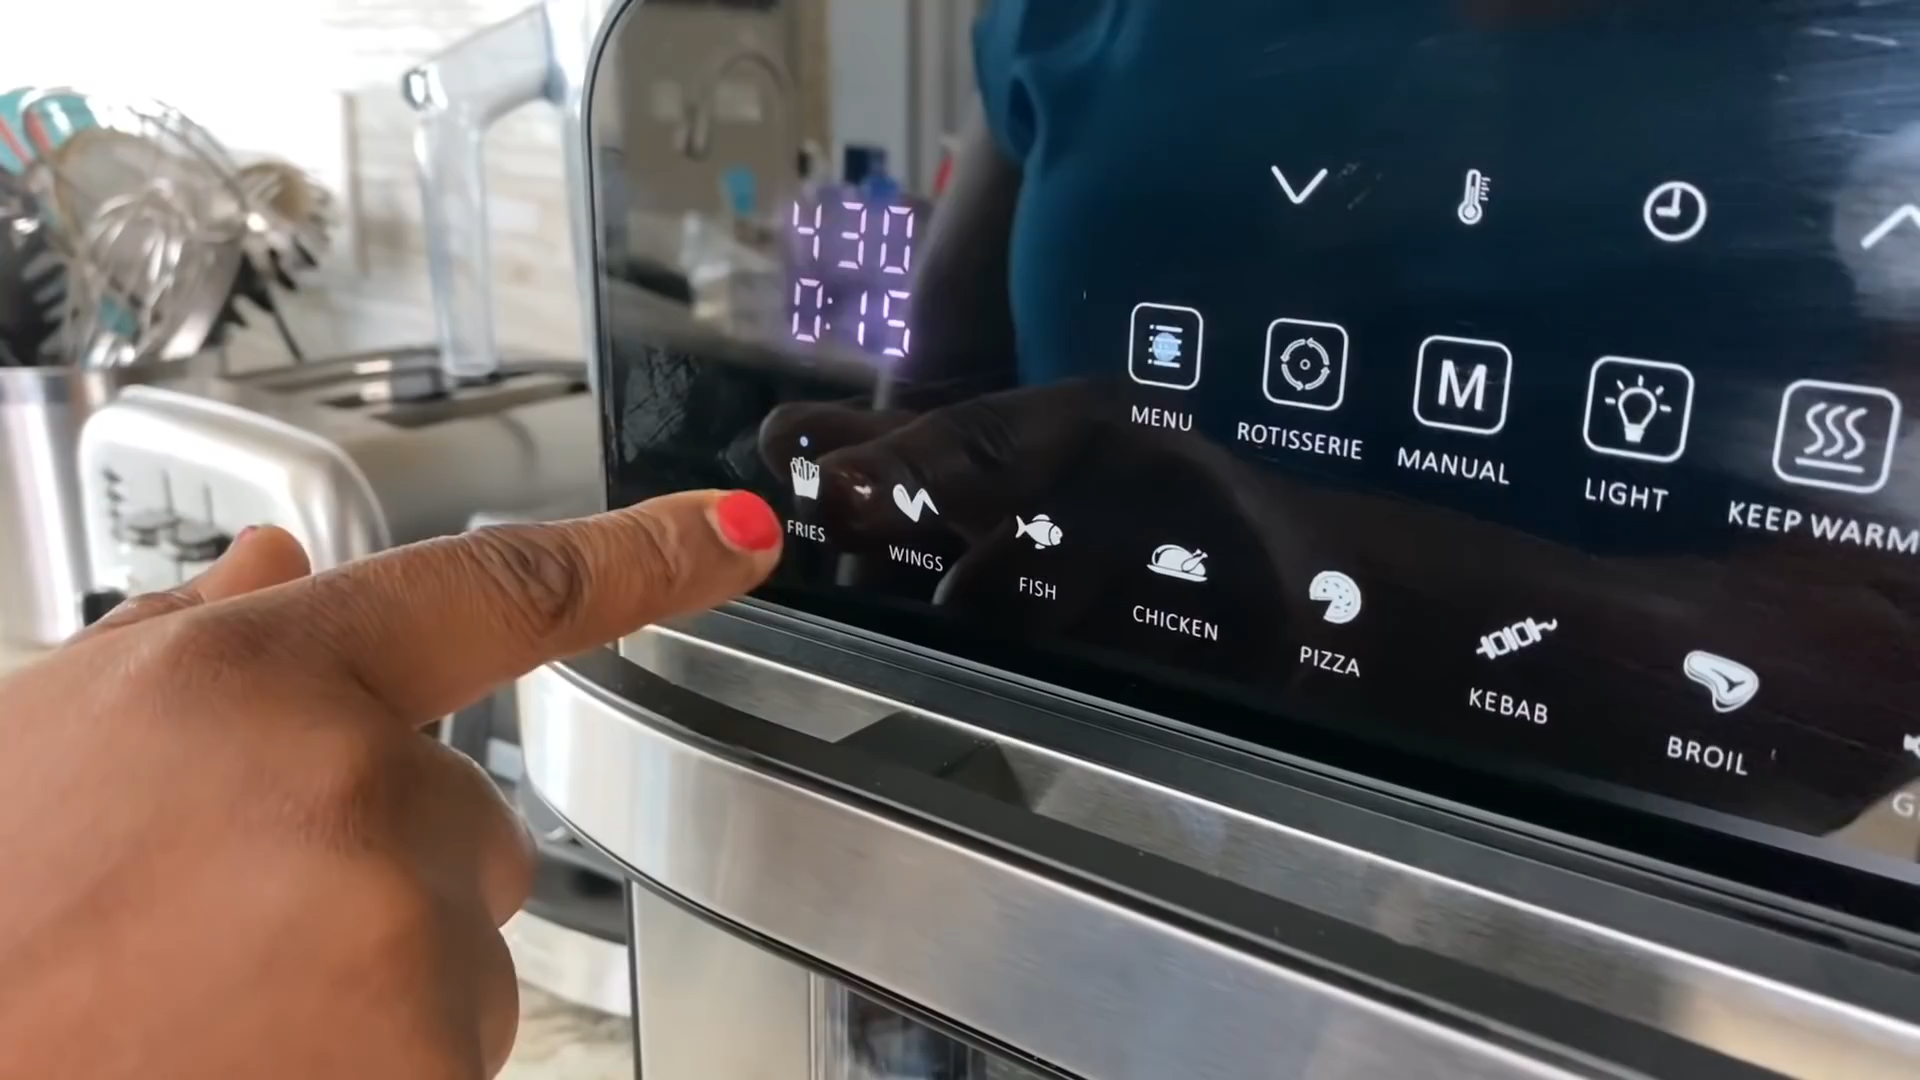 430
0:15
MENU
ROTISSERIE
M
MANUAL
LIGHT
KEEP WARM
FRIES
WINGS
FISH
CHICKEN
PIZZA
KEBAB
BROIL